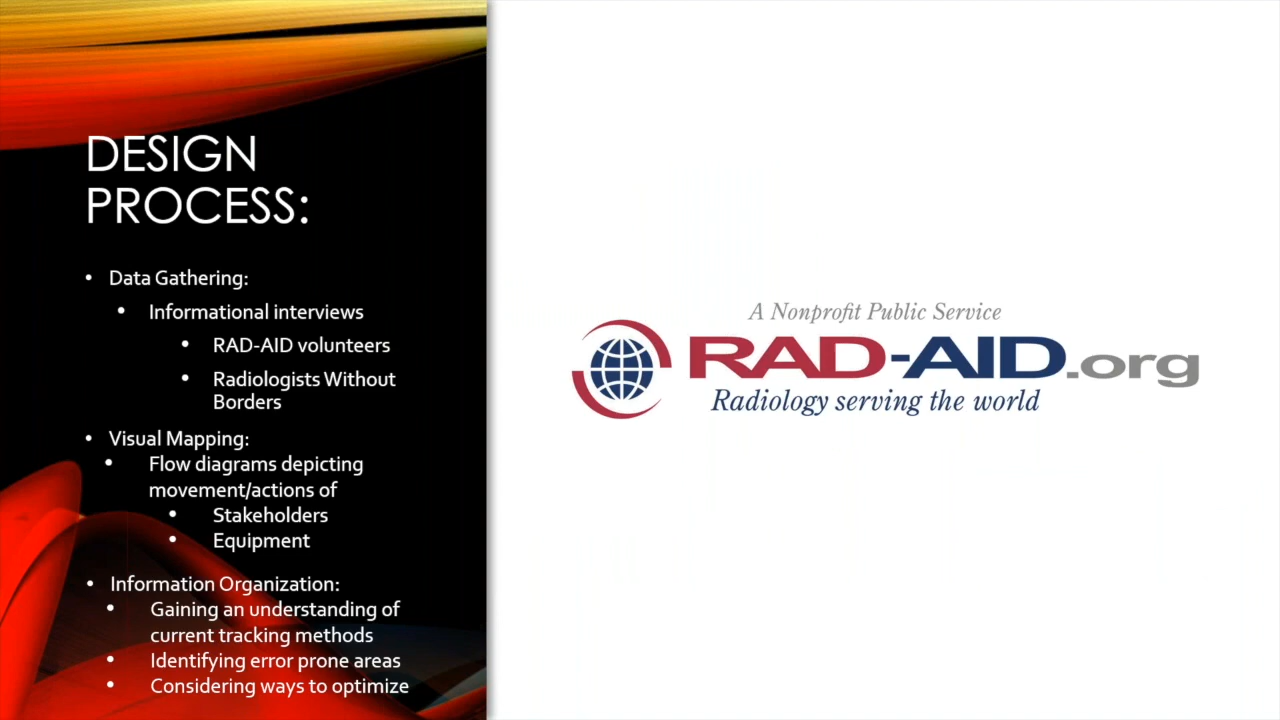 DESIGN
PROCESS:
• Data Gathering:
• Informational interviews
• RAD-AID volunteers
• Radiologists Without
Borders
• Visual Mapping:
• Flow diagrams depicting
movement/actions of
• Stakeholders
• Equipment
• Information Organization:
• Gaining an understanding of
current tracking methods
• Identifying error prone areas
• Considering ways to optimize
A Nonprofit Public Service
RAD-AID.org
Radiology serving the world